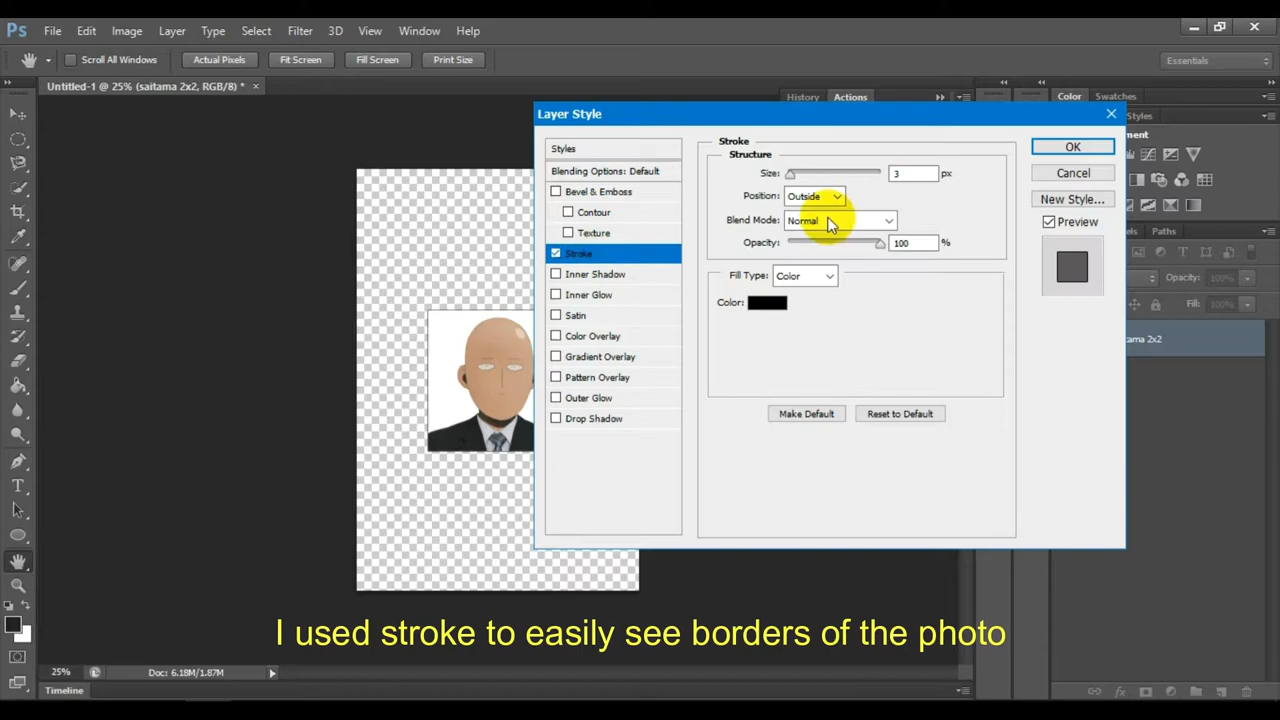 Ps File Edit Image Layer Type Select Filter 3D View Window Help
Scroll All Windows Actual Pixels Fit Screen Fill Screen Print Size Essentials
Untitled-1 @ 25% (saitama 2x2, RGB/8) * ×
History Actions Color Swatches
Layer Style
Styles
Styles
Blending Options: Default
Bevel & Emboss
Contour
Texture
Stroke
Inner Shadow
Inner Glow
Satin
Color Overlay
Gradient Overlay
Pattern Overlay
Outer Glow
Drop Shadow
Stroke
Structure
Size: 3 px
Position: Outside
Blend Mode: Normal
Opacity: 100 %
Fill Type: Color
Color:
Make Default Reset to Default
OK
Cancel
New Style...
Preview
Paths
Opacity: 100%
Fill: 100%
tama 2x2
I used stroke to easily see borders of the photo
25% Doc: 6.18M/1.87M
Timeline